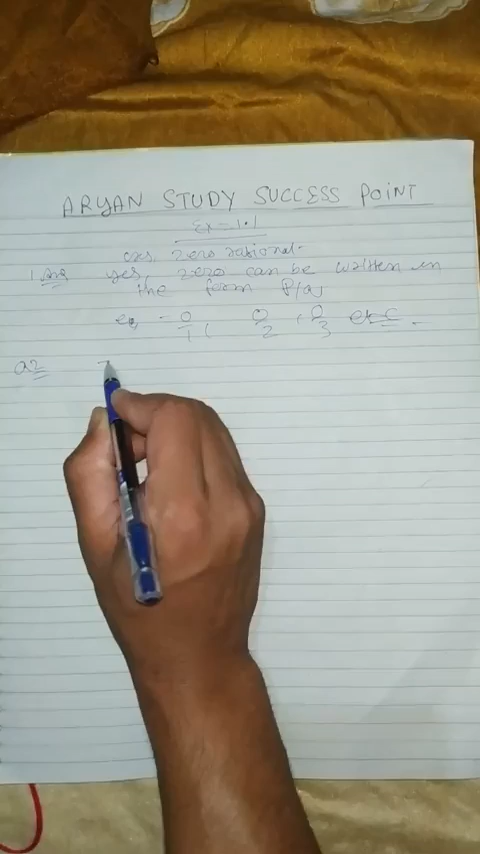 ARYAN STUDY SUCCESS POINT
Ex = 1.1
zero rational.
1 Ans yes, zero can be written in
the form P/q
eg - 0/1, 0/2, 0/3 etc.
Q2